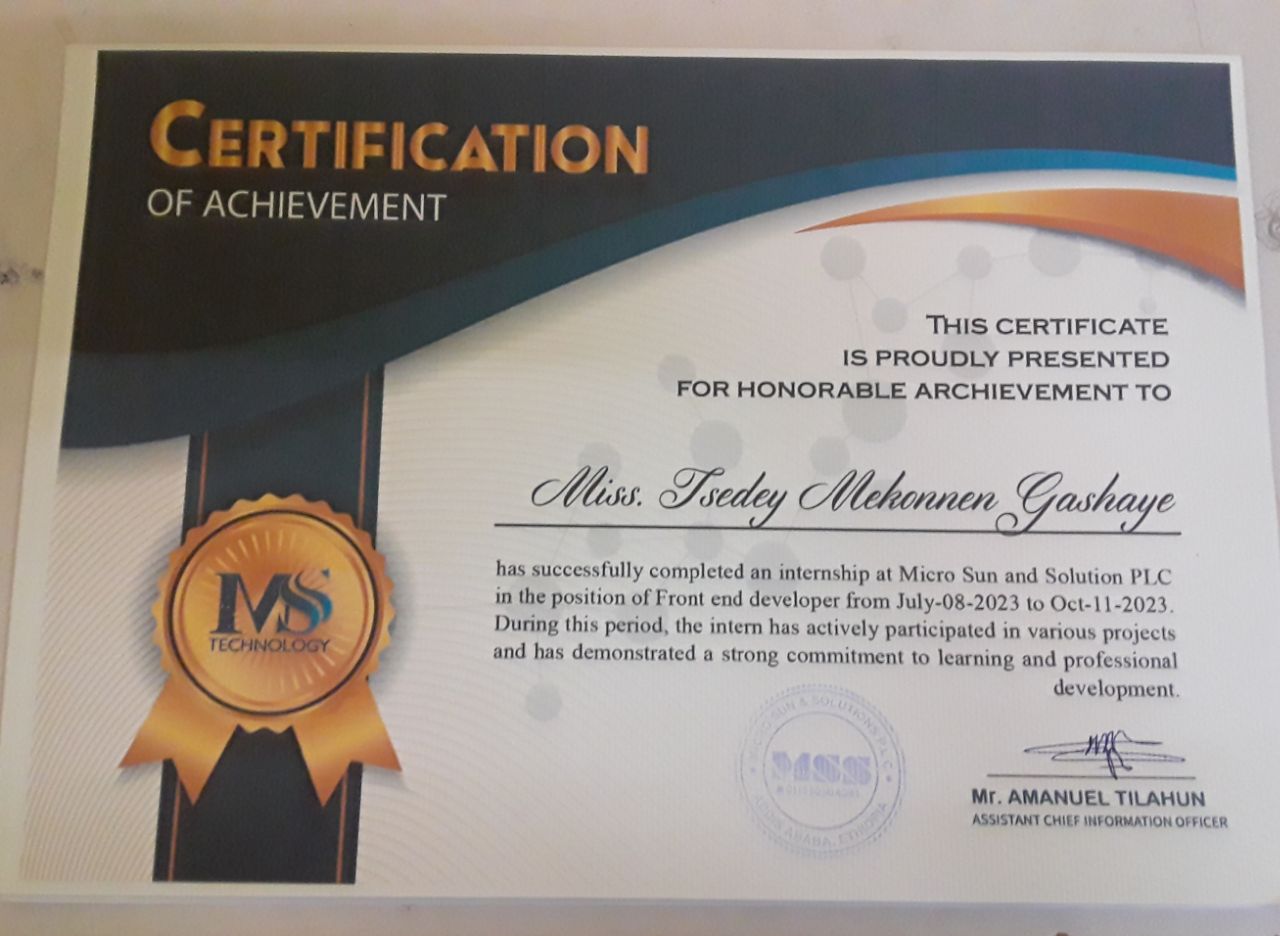 CERTIFICATION
OF ACHIEVEMENT
THIS CERTIFICATE
IS PROUDLY PRESENTED
FOR HONORABLE ARCHIEVEMENT TO
Miss. Tsedey Mekonnen Gashaye
has successfully completed an internship at Micro Sun and Solution PLC
in the position of Front end developer from July-08-2023 to Oct-11-2023.
During this period, the intern has actively participated in various projects
and has demonstrated a strong commitment to learning and professional
development.
MSS
TECHNOLOGY
MICRO SUN & SOLUTIONS PLC
MSS
ADDIS ABABA, ETHIOPIA
Mr. AMANUEL TILAHUN
ASSISTANT CHIEF INFORMATION OFFICER